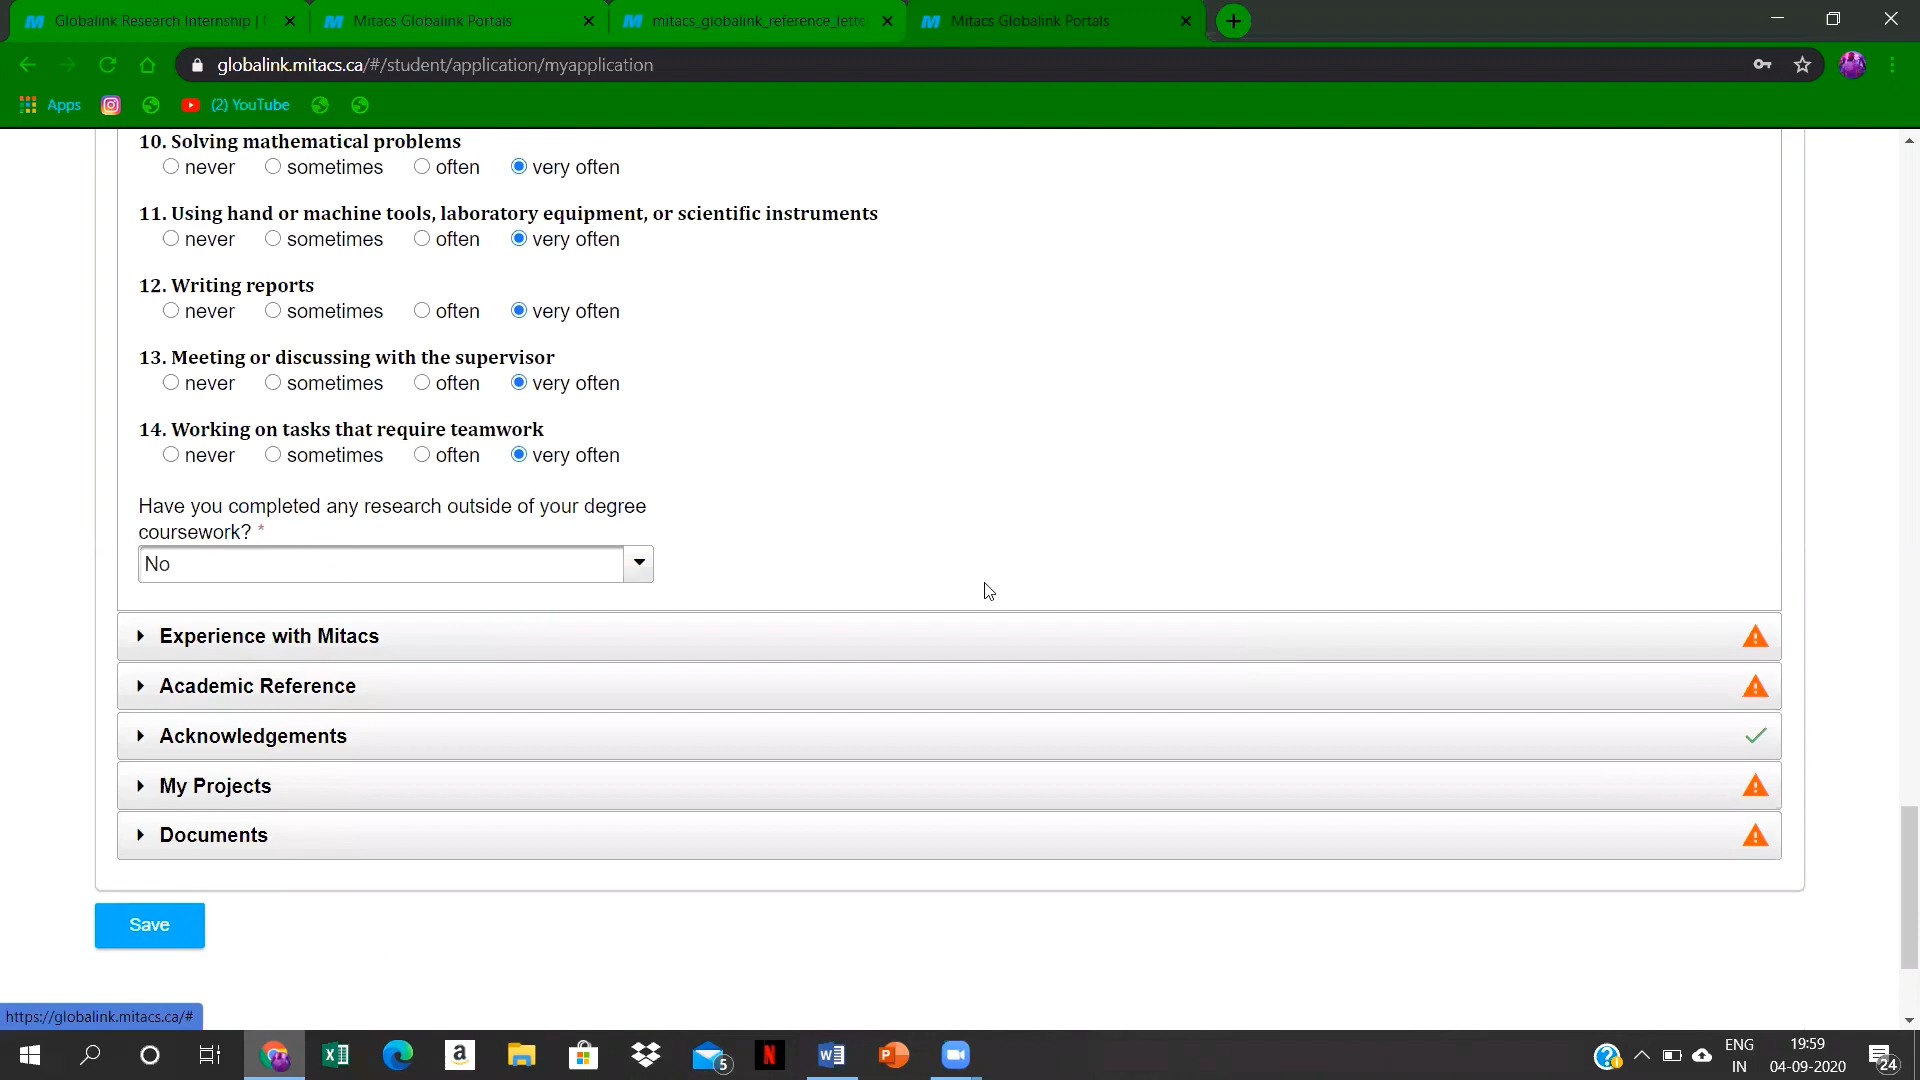 Globalink Research Internship |
Mitacs Globalink Portals
mitacs_globalink_reference_lette
Mitacs Globalink Portals
globalink.mitacs.ca/#/student/application/myapplication
Apps
(2) YouTube
10. Solving mathematical problems
never sometimes often very often
11. Using hand or machine tools, laboratory equipment, or scientific instruments
never sometimes often very often
12. Writing reports
never sometimes often very often
13. Meeting or discussing with the supervisor
never sometimes often very often
14. Working on tasks that require teamwork
never sometimes often very often
Have you completed any research outside of your degree
coursework? *
No
Experience with Mitacs
Academic Reference
Acknowledgements
My Projects
Documents
Save
https://globalink.mitacs.ca/#
5
ENG
IN
19:59
04-09-2020
24